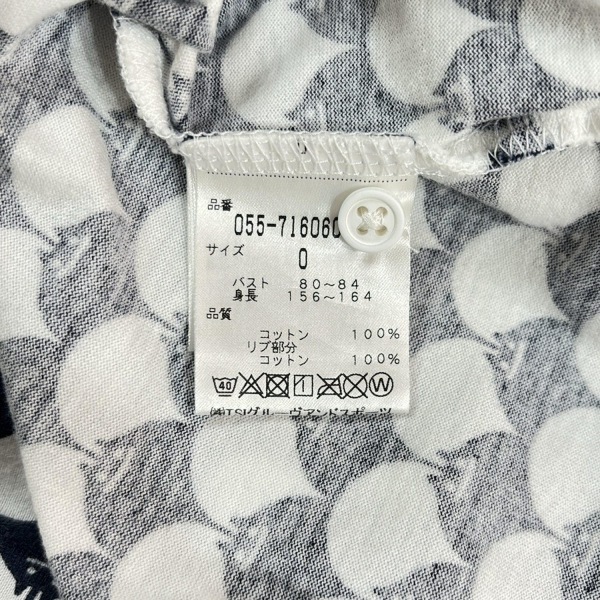 品番
055-716060
サイズ
0
バスト 80～84
身長 156～164
品質
コットン 100%
リブ部分
コットン 100%
40 W
㈱TSIグルーヴアンドスポーツ